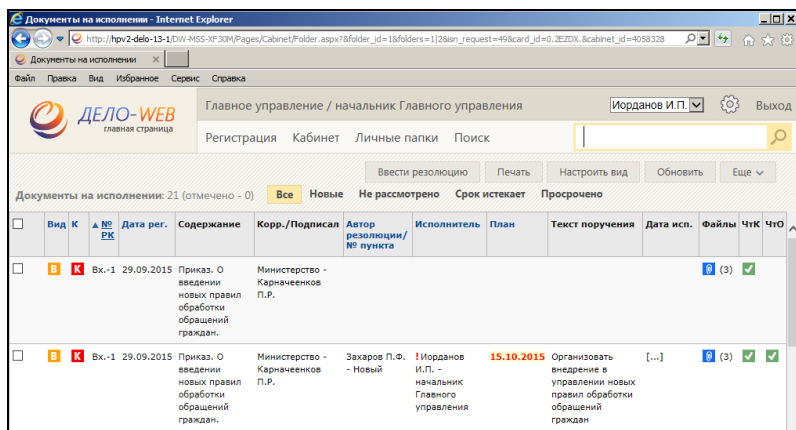 Документы на исполнении - Internet Explorer
http://hpv2-delo-13-1/DW-MSS-XF30M/Pages/Cabinet/Folder.aspx?&folder_id=1&folders=1|2&isn_request=49&card_id=0.2EZDX.&cabinet_id=4058328
Документы на исполнении
Файл Правка Вид Избранное Сервис Справка
ДЕЛО-WEB
главная страница
Главное управление / начальник Главного управления Иорданов И.П. Выход
Регистрация Кабинет Личные папки Поиск
Ввести резолюцию Печать Настроить вид Обновить Еще
Документы на исполнении: 21 (отмечено - 0) Все Новые Не рассмотрено Срок истекает Просрочено
Вид К № Дата рег. Содержание Корр./Подписал Автор Исполнитель План Текст поручения Дата исп. Файлы ЧтК ЧтО
РК резолюции/
№ пункта
В К Вх.-1 29.09.2015 Приказ. О Министерство - (3)
введении Карначеенков
новых правил П.Р.
обработки
обращений
граждан.
В К Вх.-1 29.09.2015 Приказ. О Министерство - Захаров П.Ф. !Иорданов 15.10.2015 Организовать [...] (3)
введении Карначеенков - Новый И.П. - внедрение в
новых правил П.Р. начальник управлении новых
обработки Главного правил обработки
обращений управления обращений
граждан. граждан